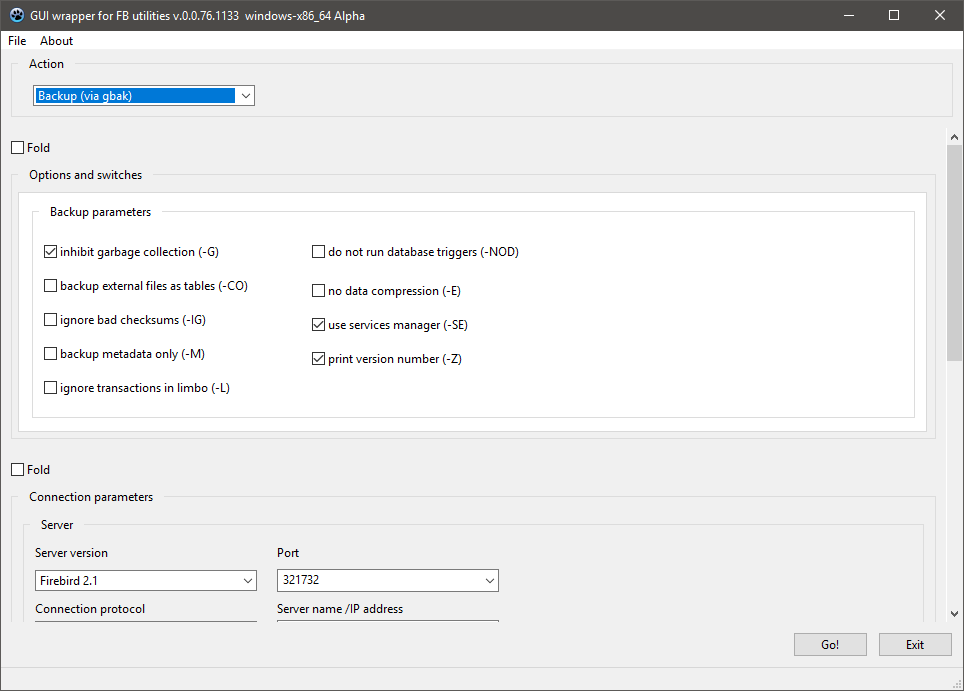 GUI wrapper for FB utilities v.0.0.76.1133  windows-x86_64 Alpha
File About
Action
Backup (via gbak)
Fold
Options and switches
Backup parameters
inhibit garbage collection (-G)
do not run database triggers (-NOD)
backup external files as tables (-CO)
no data compression (-E)
ignore bad checksums (-IG)
use services manager (-SE)
backup metadata only (-M)
print version number (-Z)
ignore transactions in limbo (-L)
Fold
Connection parameters
Server
Server version
Port
Firebird 2.1
321732
Connection protocol
Server name /IP address
Go!
Exit